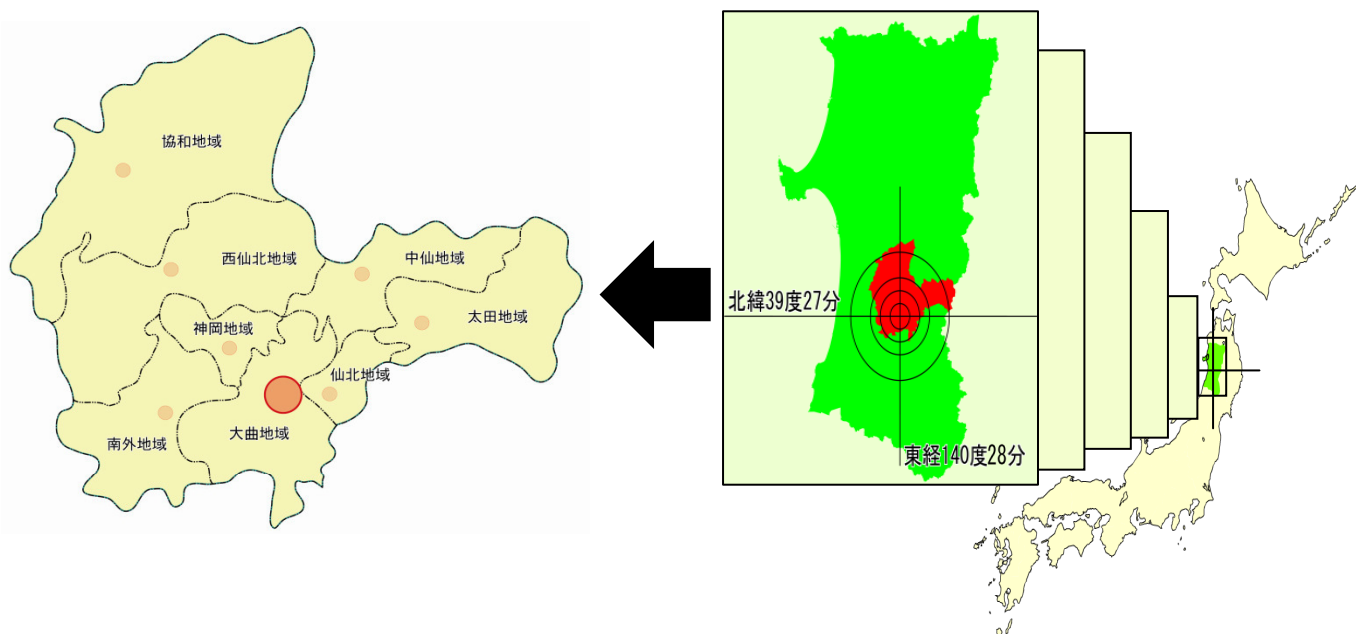 協和地域
西仙北地域
中仙地域
太田地域
神岡地域
仙北地域
大曲地域
南外地域
北緯39度27分
東経140度28分